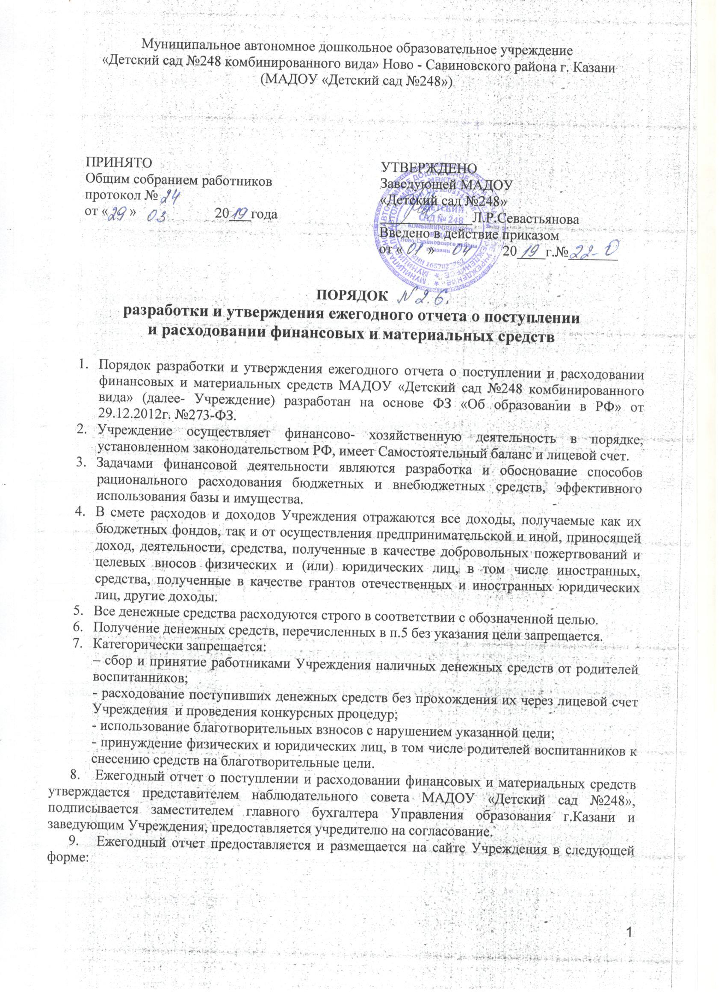 Муниципальное автономное дошкольное образовательное учреждение
«Детский сад №248 комбинированного вида» Ново - Савиновского района г. Казани
(МАДОУ «Детский сад №248»)
ПРИНЯТО
Общим собранием работников
протокол № 24
от «29» 03 2019 года
УТВЕРЖДЕНО
Заведующей МАДОУ
«Детский сад №248»
Л.Р.Севастьянова
Введено в действие приказом
от «01» 04 2019 г.№ 22-О
«ДЕТСКИЙ
САД № 248
КОМБИНИРОВАННОГО
ВИДА»
Ново-Савиновского района
г.Казани
ПОРЯДОК №2.6.
разработки и утверждения ежегодного отчета о поступлении
и расходовании финансовых и материальных средств
1. Порядок разработки и утверждения ежегодного отчета о поступлении и расходовании
финансовых и материальных средств МАДОУ «Детский сад №248 комбинированного
вида» (далее- Учреждение) разработан на основе ФЗ «Об образовании в РФ» от
29.12.2012г. №273-ФЗ.
2. Учреждение осуществляет финансово- хозяйственную деятельность в порядке,
установленном законодательством РФ, имеет Самостоятельный баланс и лицевой счет.
3. Задачами финансовой деятельности являются разработка и обоснование способов
рационального расходования бюджетных и внебюджетных средств, эффективного
использования базы и имущества.
4. В смете расходов и доходов Учреждения отражаются все доходы, получаемые как их
бюджетных фондов, так и от осуществления предпринимательской и иной, приносящей
доход, деятельности, средства, полученные в качестве добровольных пожертвований и
целевых вносов физических и (или) юридических лиц, в том числе иностранных,
средства, полученные в качестве грантов отечественных и иностранных юридических
лиц, другие доходы.
5. Все денежные средства расходуются строго в соответствии с обозначенной целью.
6. Получение денежных средств, перечисленных в п.5 без указания цели запрещается.
7. Категорически запрещается:
– сбор и принятие работниками Учреждения наличных денежных средств от родителей
воспитанников;
- расходование поступивших денежных средств без прохождения их через лицевой счет
Учреждения и проведения конкурсных процедур;
- использование благотворительных взносов с нарушением указанной цели;
- принуждение физических и юридических лиц, в том числе родителей воспитанников к
снесению средств на благотворительные цели.
8. Ежегодный отчет о поступлении и расходовании финансовых и материальных средств
утверждается представителем наблюдательного совета МАДОУ «Детский сад №248»,
подписывается заместителем главного бухгалтера Управления образования г.Казани и
заведующим Учреждения, предоставляется учредителю на согласование.
9. Ежегодный отчет предоставляется и размещается на сайте Учреждения в следующей
форме:
1